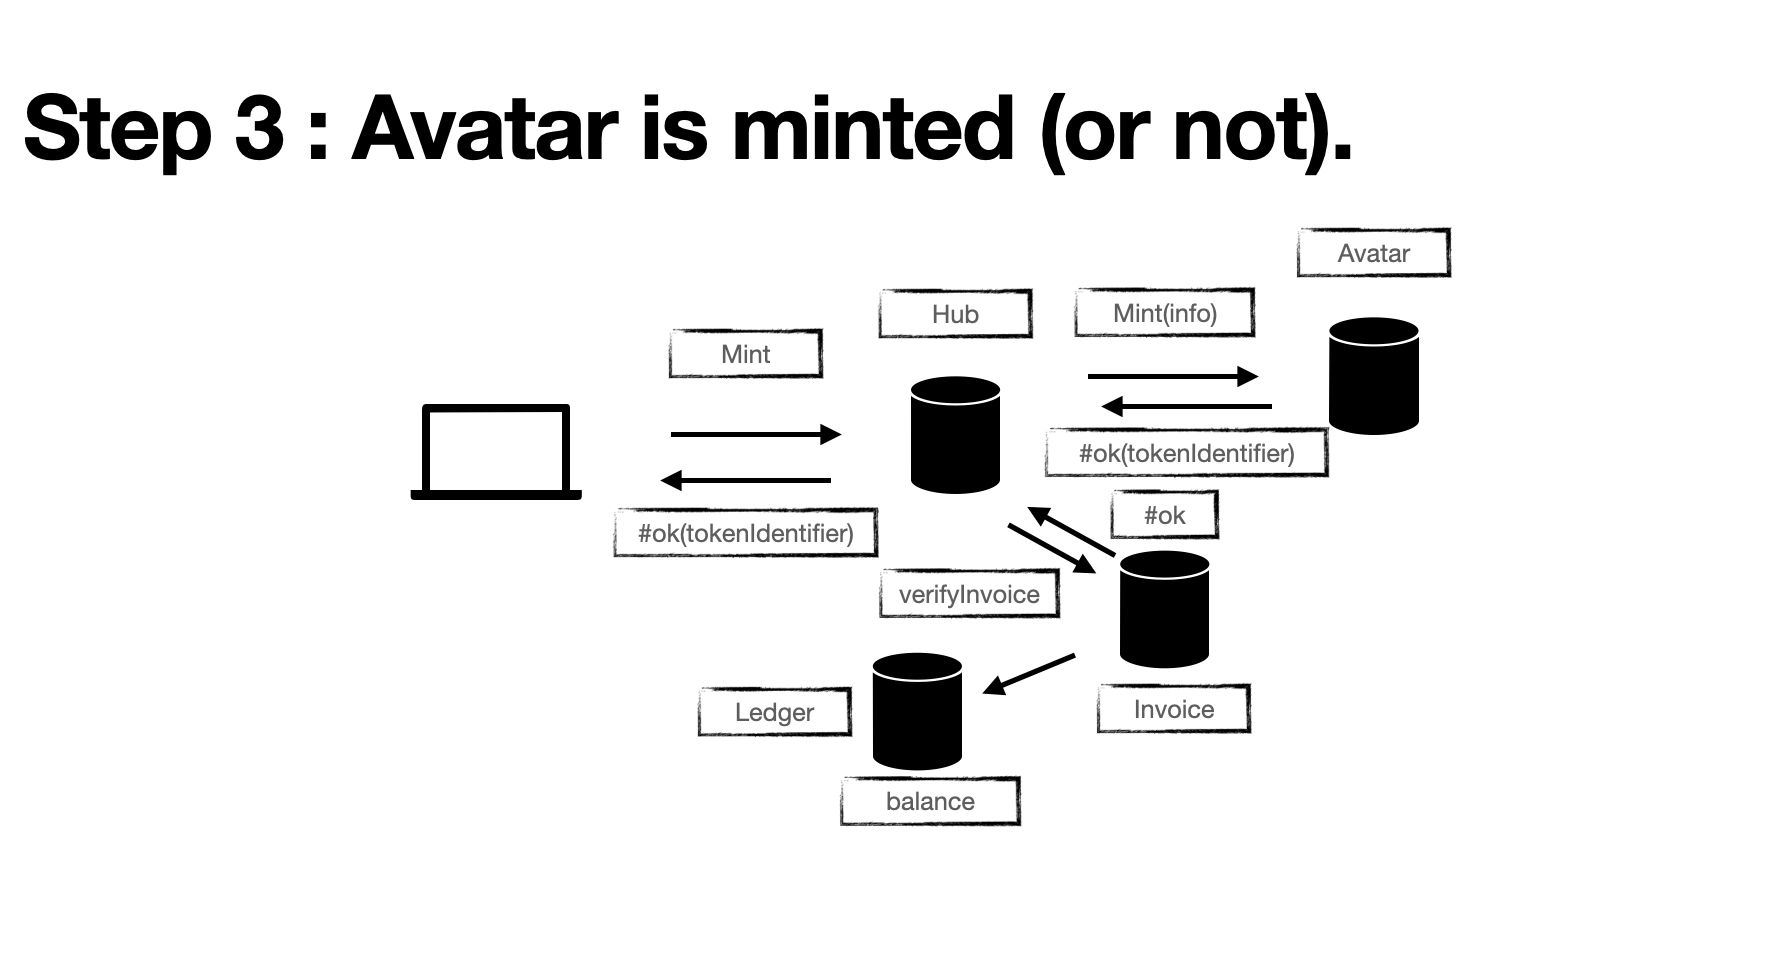 Step 3 : Avatar is minted (or not).
Avatar
Hub
Mint(info)
Mint
#ok(tokenIdentifier)
#ok
#ok(tokenIdentifier)
verifyInvoice
Ledger
Invoice
balance